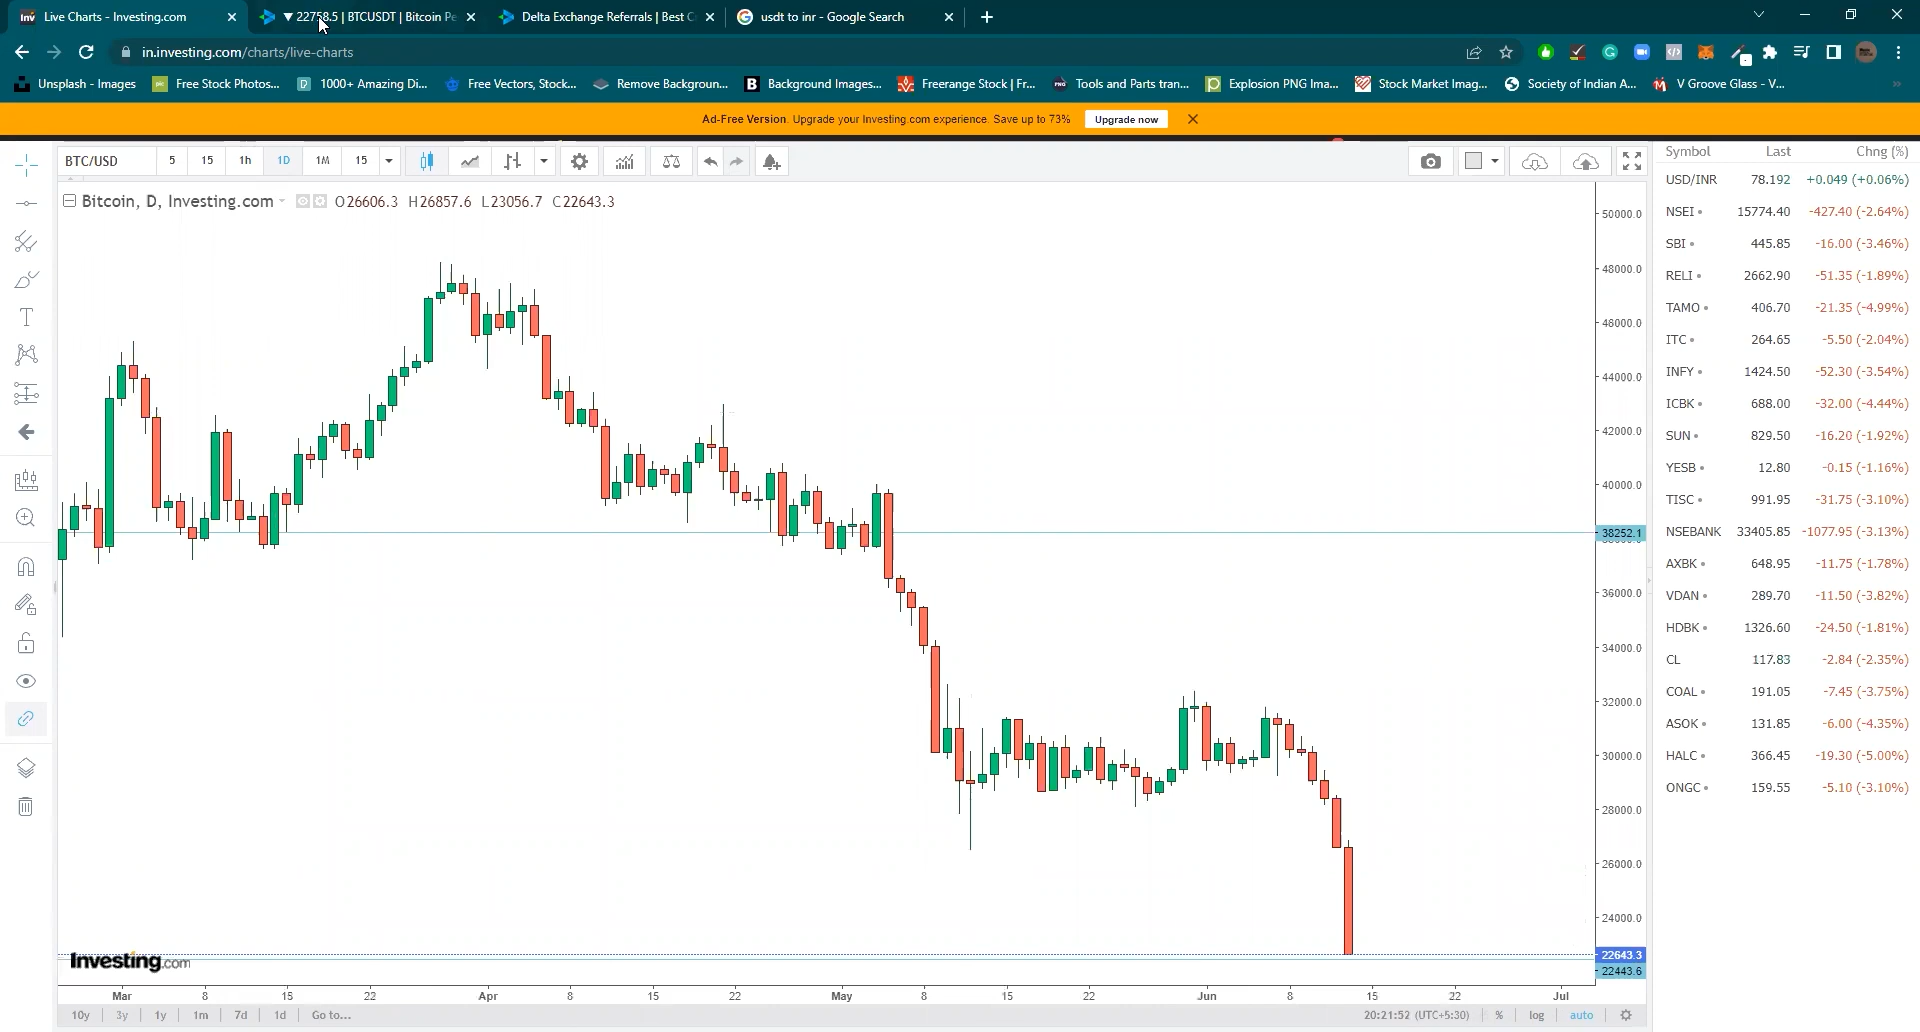 Live Charts - Investing.com
▼ 22758.5 | BTCUSDT | Bitcoin Pe
Delta Exchange Referrals | Best C
usdt to inr - Google Search
in.investing.com/charts/live-charts
Unsplash - Images
Free Stock Photos...
1000+ Amazing Di...
Free Vectors, Stock...
Remove Backgroun...
Background Images...
Freerange Stock | Fr...
Tools and Parts tran...
Explosion PNG Ima...
Stock Market Imag...
Society of Indian A...
V Groove Glass - V...
Ad-Free Version. Upgrade your Investing.com experience. Save up to 73% Upgrade now
BTC/USD 5 15 1h 1D 1M 15
Bitcoin, D, Investing.com O26606.3 H26857.6 L23056.7 C22643.3
50000.0
48000.0
46000.0
44000.0
42000.0
40000.0
38252.1
38000.0
36000.0
34000.0
32000.0
30000.0
28000.0
26000.0
24000.0
22643.3
22443.6
Investing.com
Mar 8 15 22 Apr 8 15 22 May 8 15 22 Jun 8 15 22 Jul
10y 3y 1y 1m 7d 1d Go to... 20:21:52 (UTC+5:30) % log auto
Symbol Last Chng (%)
USD/INR 78.192 +0.049 (+0.06%)
NSEI 15774.40 -427.40 (-2.64%)
SBI 445.85 -16.00 (-3.46%)
RELI 2662.90 -51.35 (-1.89%)
TAMO 406.70 -21.35 (-4.99%)
ITC 264.65 -5.50 (-2.04%)
INFY 1424.50 -52.30 (-3.54%)
ICBK 688.00 -32.00 (-4.44%)
SUN 829.50 -16.20 (-1.92%)
YESB 12.80 -0.15 (-1.16%)
TISC 991.95 -31.75 (-3.10%)
NSEBANK 33405.85 -1077.95 (-3.13%)
AXBK 648.95 -11.75 (-1.78%)
VDAN 289.70 -11.50 (-3.82%)
HDBK 1326.60 -24.50 (-1.81%)
CL 117.83 -2.84 (-2.35%)
COAL 191.05 -7.45 (-3.75%)
ASOK 131.85 -6.00 (-4.35%)
HALC 366.45 -19.30 (-5.00%)
ONGC 159.55 -5.10 (-3.10%)